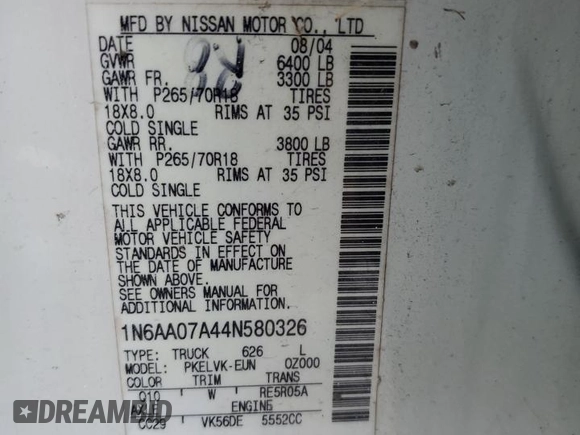 MFD BY NISSAN MOTOR CO., LTD
DATE 08/04
GVWR 6400 LB
GAWR FR. 3300 LB
WITH P265/70R18 TIRES
18X8.0 RIMS AT 35 PSI
COLD SINGLE
GAWR RR. 3800 LB
WITH P265/70R18 TIRES
18X8.0 RIMS AT 35 PSI
COLD SINGLE
THIS VEHICLE CONFORMS TO
ALL APPLICABLE FEDERAL
MOTOR VEHICLE SAFETY
STANDARDS IN EFFECT ON
THE DATE OF MANUFACTURE
SHOWN ABOVE.
SEE OWNERS MANUAL FOR
ADDITIONAL INFORMATION.
1N6AA07A44N580326
TYPE: TRUCK 626 L
MODEL: PKELVK-EUN 0Z000
COLOR TRIM TRANS
010 W RE5R05A
AXLE ENGINE
CC29 VK56DE 5552CC
RIDEFRIEND